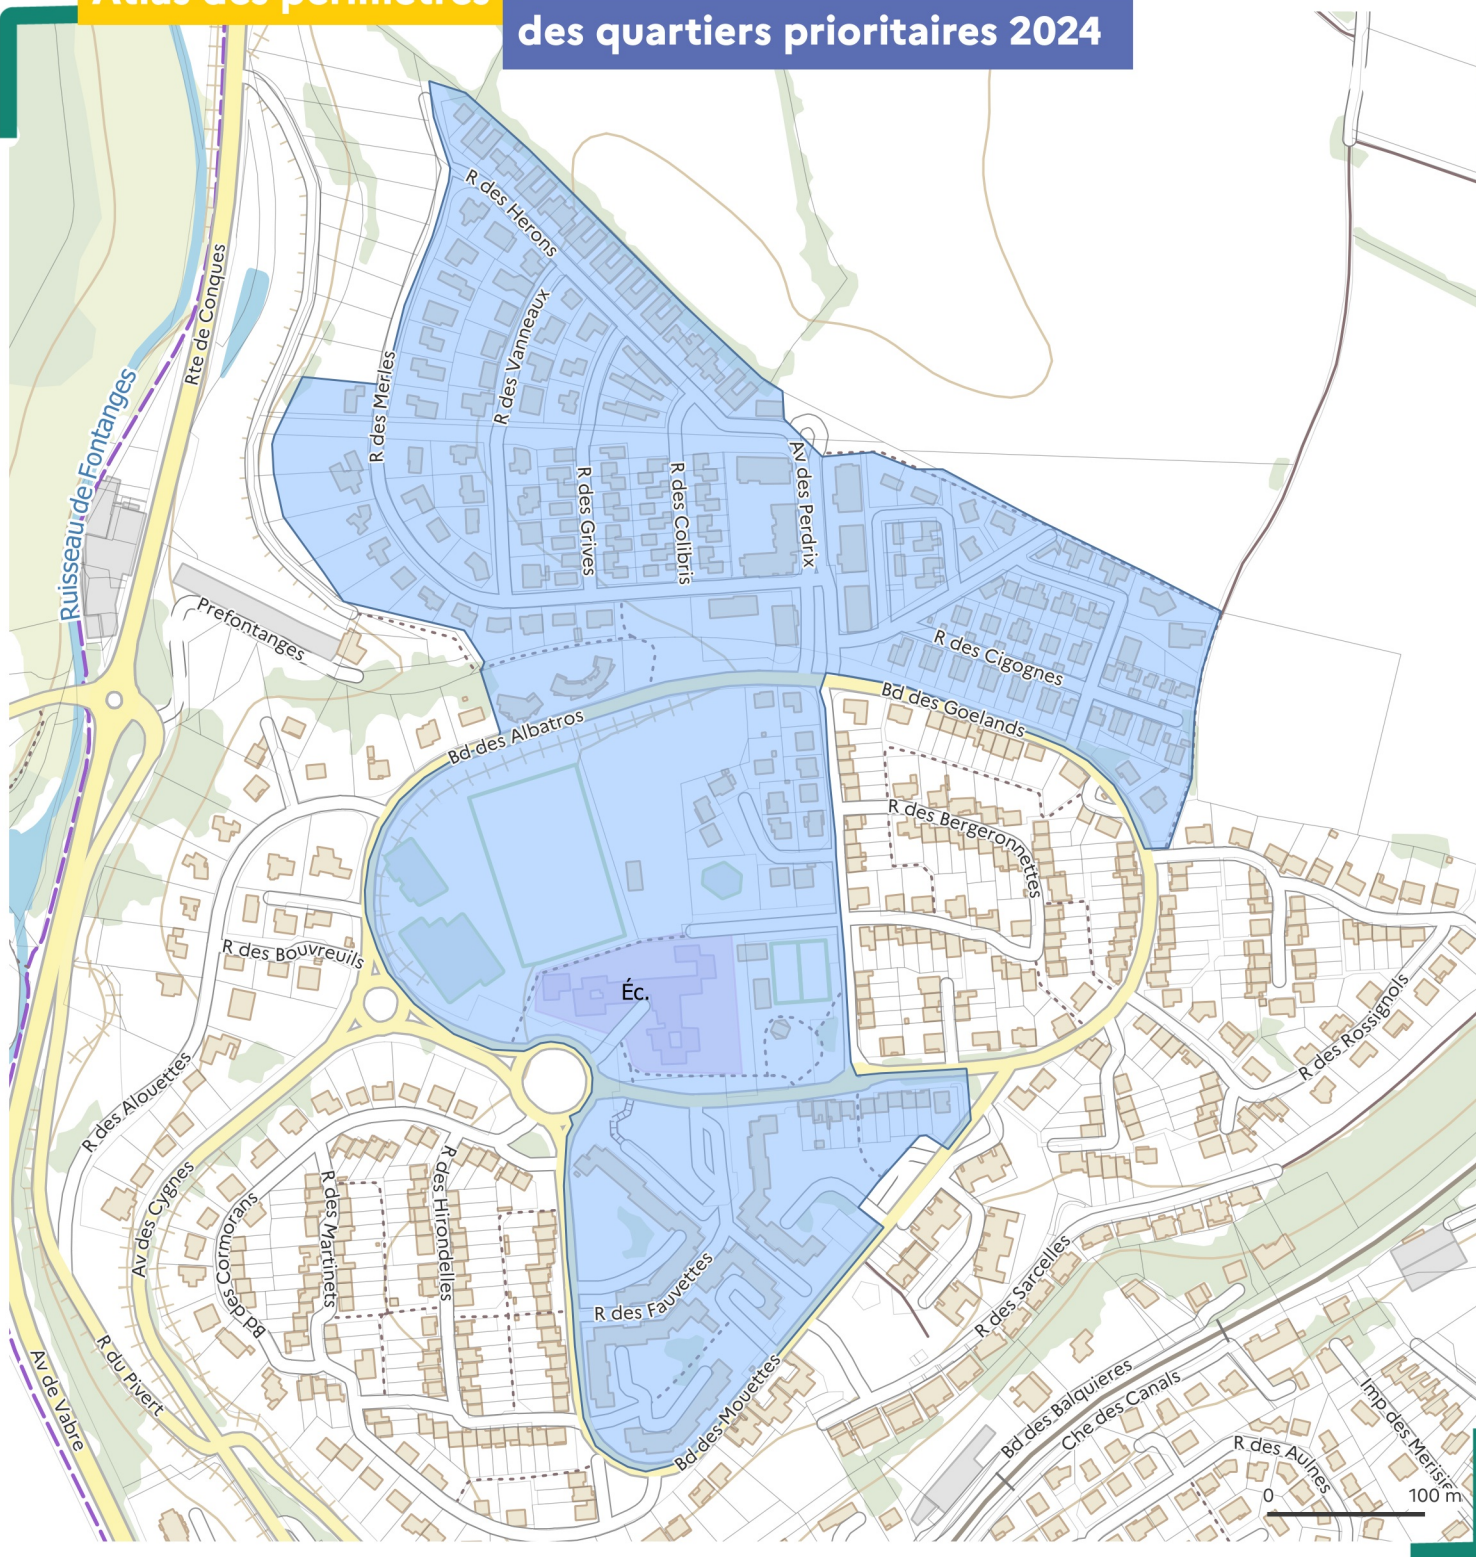 Atlas des périmètres
des quartiers prioritaires 2024
R des Herons
Rte de Conques
R des Vanneaux
R des Merles
Ruisseau de Fontanges
Av des Perdrix
R des Grives
R des Colibris
Prefontanges
R des Cigognes
Bd des Goelands
Bd des Albatros
R des Bergeronnettes
R des Bouvreuils
Éc.
R des Rossignols
R des Alouettes
Av des Cygnes
Bd des Cormorans
R des Martinets
R des Hirondelles
R des Fauvettes
R des Sarcelles
Bd des Mouettes
R du Pivert
Av de Vabre
Bd des Balquieres
Che des Canals
R des Aulnes
0
100 m